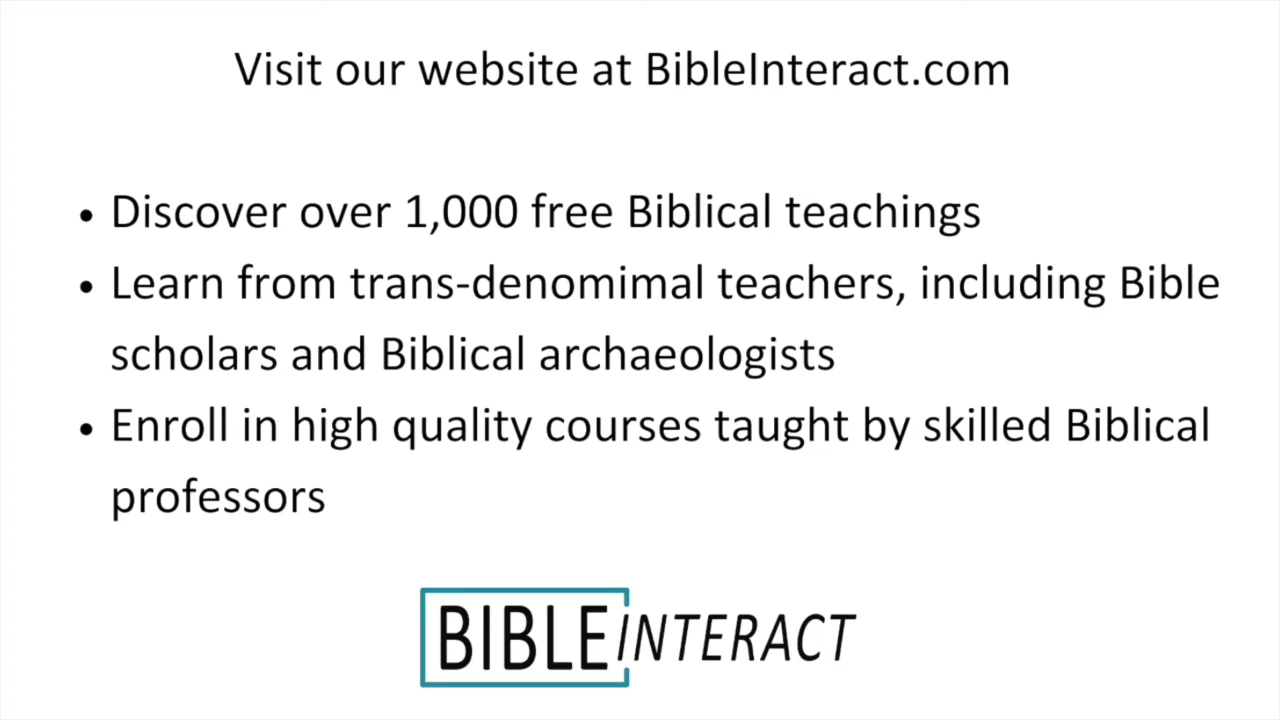 Visit our website at BibleInteract.com
• Discover over 1,000 free Biblical teachings
• Learn from trans-denomimal teachers, including Bible
scholars and Biblical archaeologists
• Enroll in high quality courses taught by skilled Biblical
professors
BIBLEINTERACT